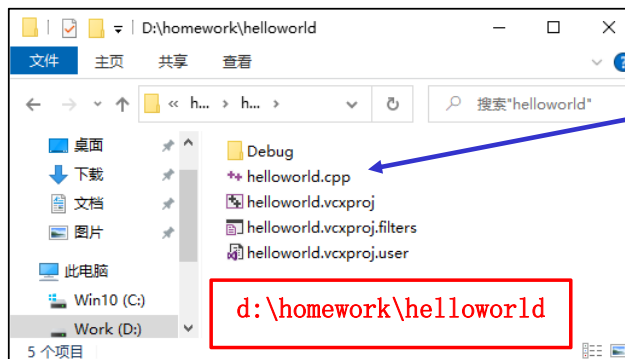 D:\homework\helloworld
文件 主页 共享 查看
« h... › h... › 搜索"helloworld"
桌面
下载
文档
图片
此电脑
Win10 (C:)
Work (D:)
Debug
helloworld.cpp
helloworld.vcxproj
helloworld.vcxproj.filters
helloworld.vcxproj.user
d:\homework\helloworld
5 个项目